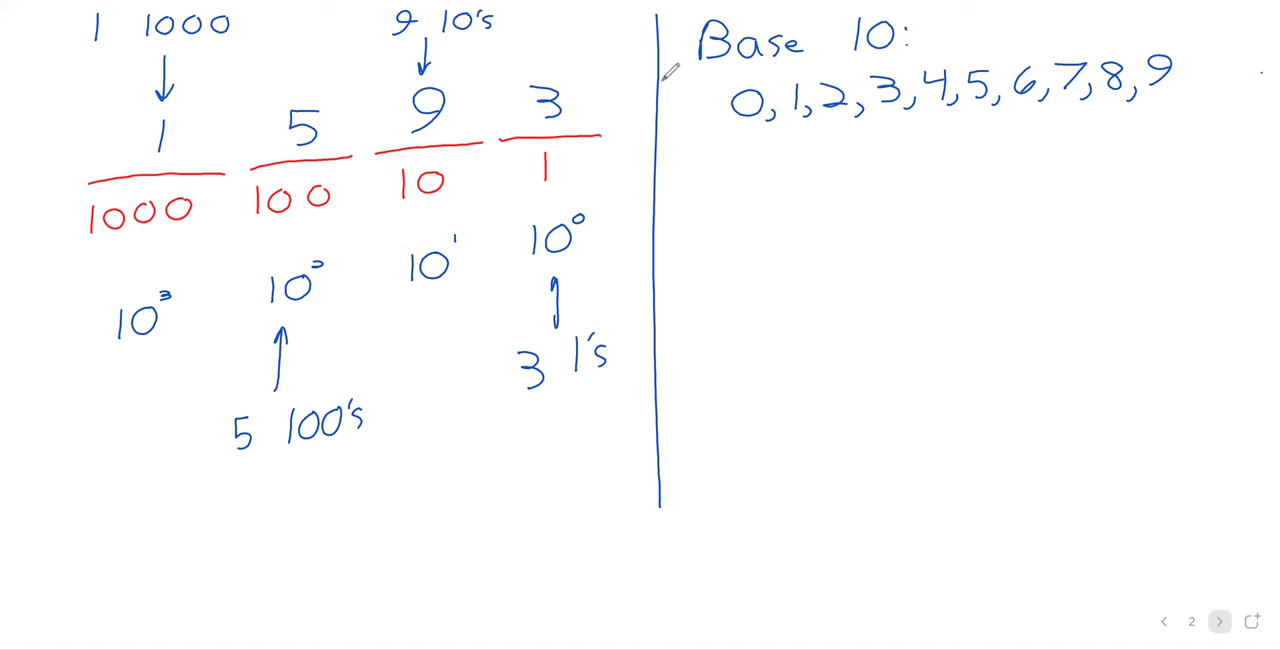 1 1000
9 10's
1 5 9 3
1000 100 10 1
10³ 10² 10¹ 10⁰
5 100's
3 1's
Base 10:
0, 1, 2, 3, 4, 5, 6, 7, 8, 9
2